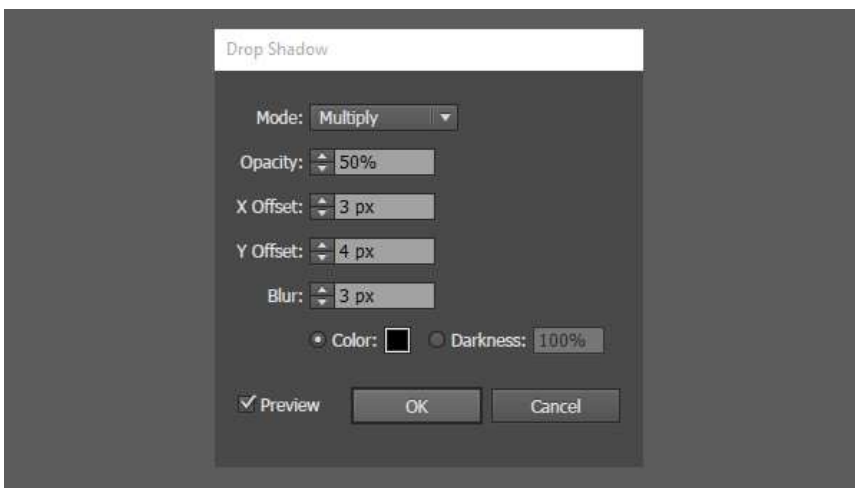 Drop Shadow
Mode: Multiply
Opacity: 50%
X Offset: 3 px
Y Offset: 4 px
Blur: 3 px
Color: Darkness: 100%
Preview OK Cancel